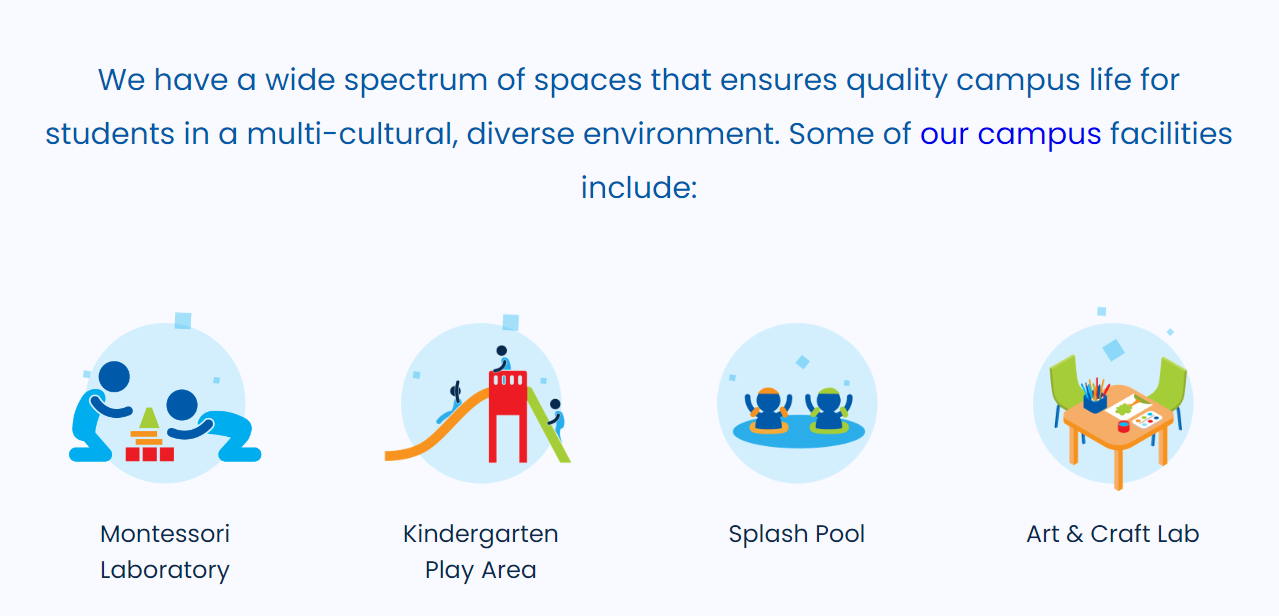 We have a wide spectrum of spaces that ensures quality campus life for
students in a multi-cultural, diverse environment. Some of our campus facilities
include:
Montessori
Laboratory
Kindergarten
Play Area
Splash Pool
Art & Craft Lab